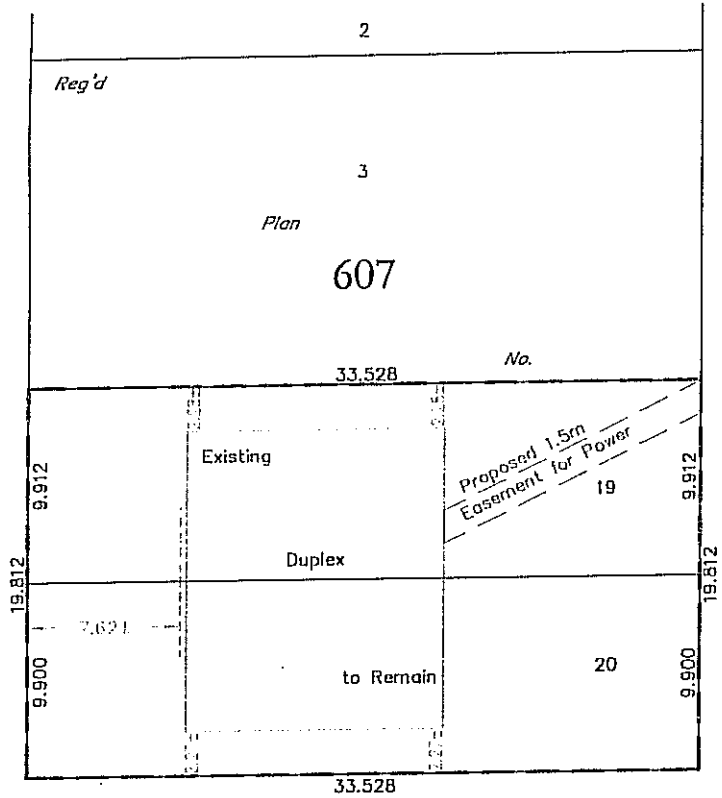 2
Reg'd
3
Plan
607
No.
33.528
Existing
Proposed 1.5m
Easement for Power
9.912
19
9.912
Duplex
19.812
19.812
9.900
to Remain
20
9.900
33.528